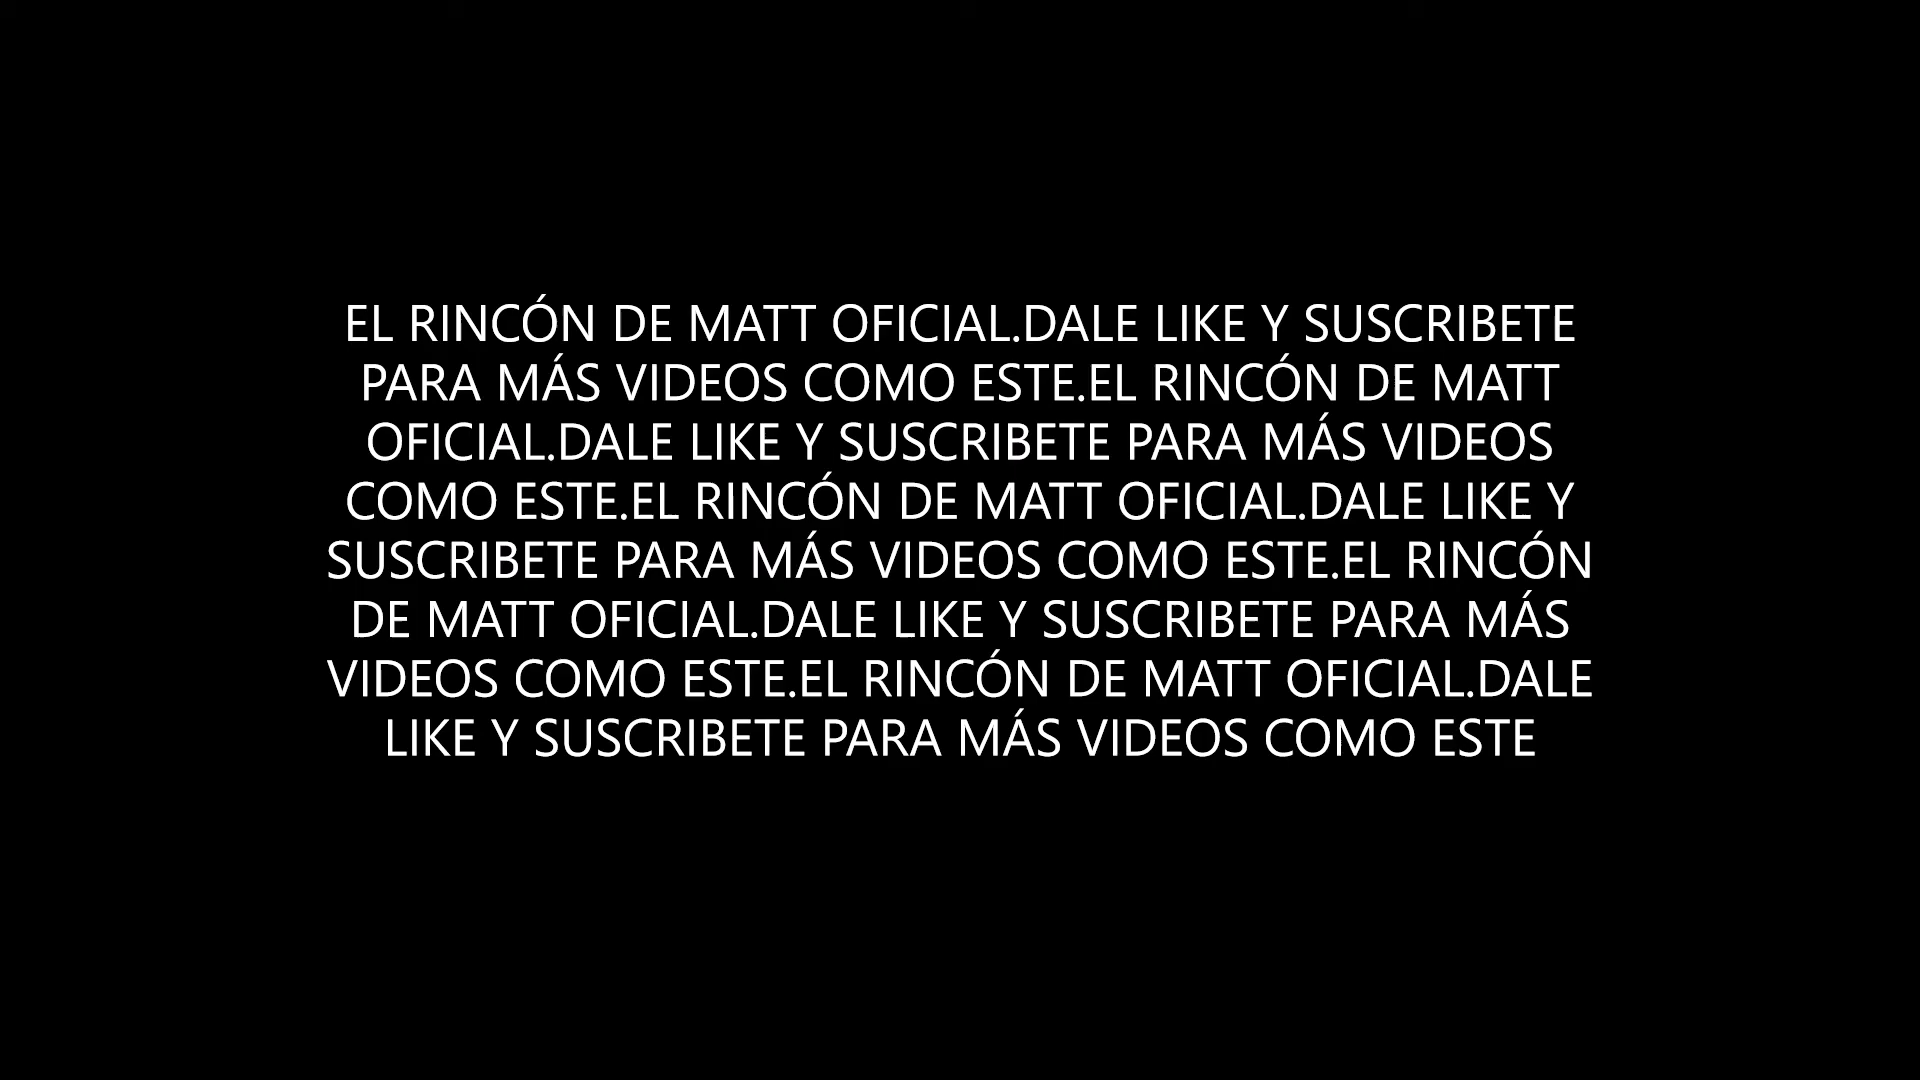 EL RINCÓN DE MATT OFICIAL.DALE LIKE Y SUSCRIBETE
PARA MÁS VIDEOS COMO ESTE.EL RINCÓN DE MATT
OFICIAL.DALE LIKE Y SUSCRIBETE PARA MÁS VIDEOS
COMO ESTE.EL RINCÓN DE MATT OFICIAL.DALE LIKE Y
SUSCRIBETE PARA MÁS VIDEOS COMO ESTE.EL RINCÓN
DE MATT OFICIAL.DALE LIKE Y SUSCRIBETE PARA MÁS
VIDEOS COMO ESTE.EL RINCÓN DE MATT OFICIAL.DALE
LIKE Y SUSCRIBETE PARA MÁS VIDEOS COMO ESTE